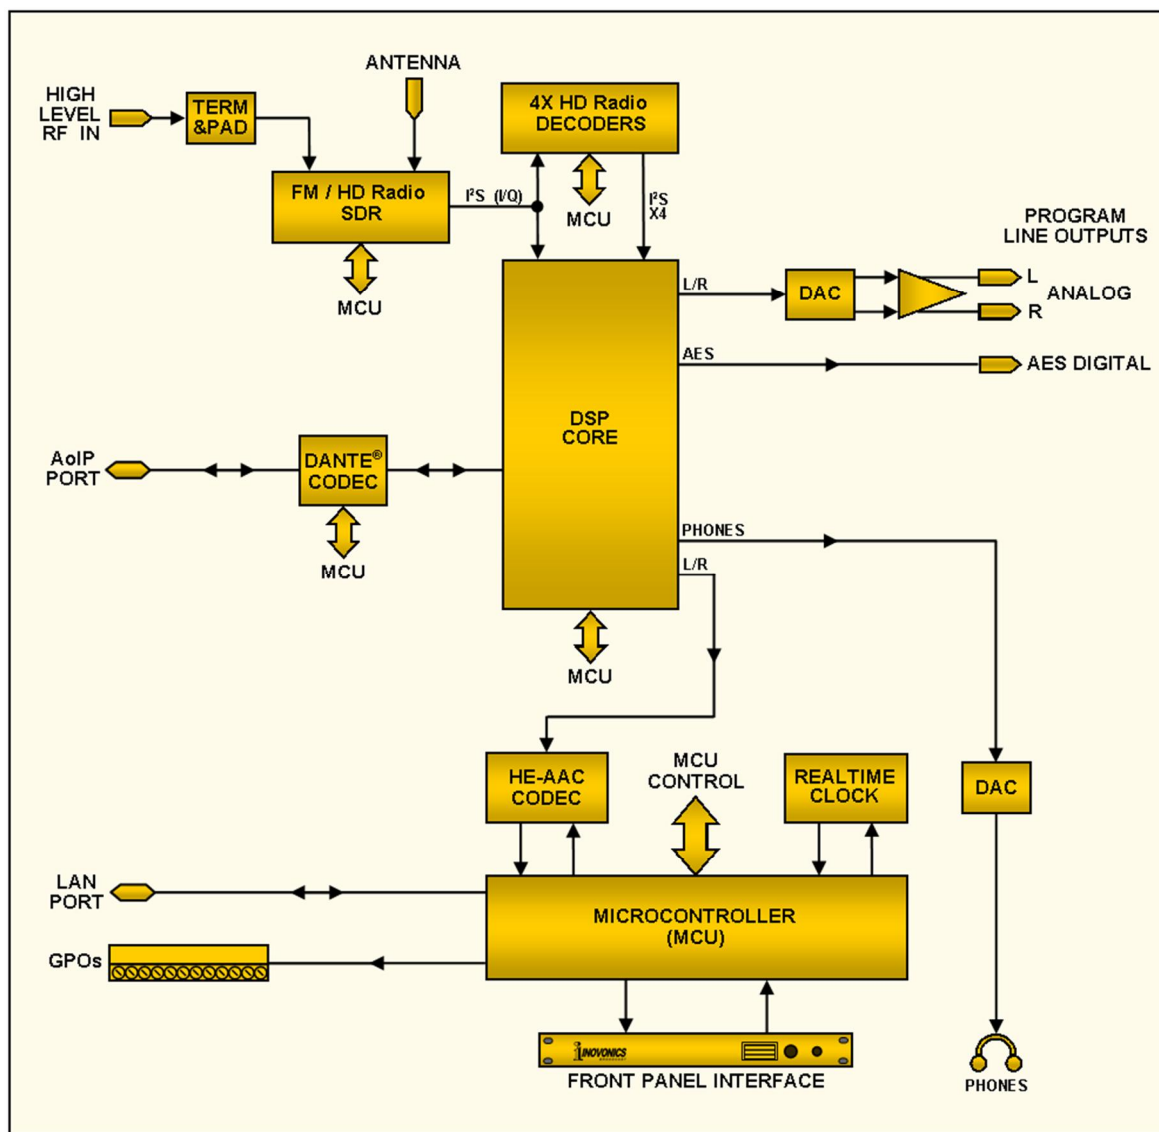 ANTENNA
HIGH
LEVEL
RF IN
TERM
&PAD
4X HD Radio
DECODERS
FM / HD Radio
SDR
I²S (I/Q)
MCU
I²S
X4
MCU
PROGRAM
LINE OUTPUTS
L/R
DAC
L
ANALOG
R
AES
AES DIGITAL
DSP
CORE
AoIP
PORT
DANTE®
CODEC
MCU
PHONES
L/R
MCU
HE-AAC
CODEC
MCU
CONTROL
REALTIME
CLOCK
DAC
LAN
PORT
MICROCONTROLLER
(MCU)
GPOs
INOVONICS
FRONT PANEL INTERFACE
PHONES